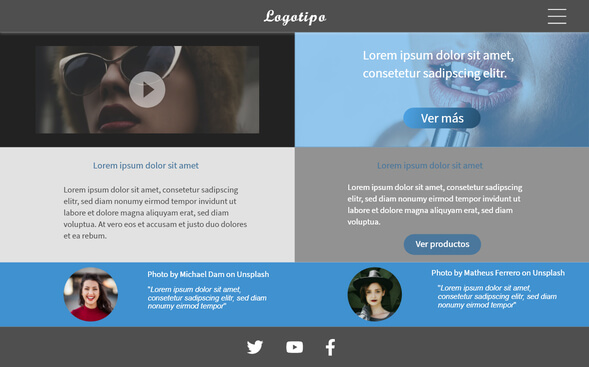 Logotipo
Lorem ipsum dolor sit amet,
consetetur sadipscing elitr.
Ver más
Lorem ipsum dolor sit amet
Lorem ipsum dolor sit amet, consetetur sadipscing
elitr, sed diam nonumy eirmod tempor invidunt ut
labore et dolore magna aliquyam erat, sed diam
voluptua. At vero eos et accusam et justo duo dolores
et ea rebum.
Lorem ipsum dolor sit amet
Lorem ipsum dolor sit amet, consetetur sadipscing
elitr, sed diam nonumy eirmod tempor invidunt ut
labore et dolore magna aliquyam erat, sed diam
voluptua.
Ver productos
Photo by Michael Dam on Unsplash
"Lorem ipsum dolor sit amet,
consetetur sadipscing elitr, sed diam
nonumy eirmod tempor"
Photo by Matheus Ferrero on Unsplash
"Lorem ipsum dolor sit amet,
consetetur sadipscing elitr, sed diam
nonumy eirmod tempor"